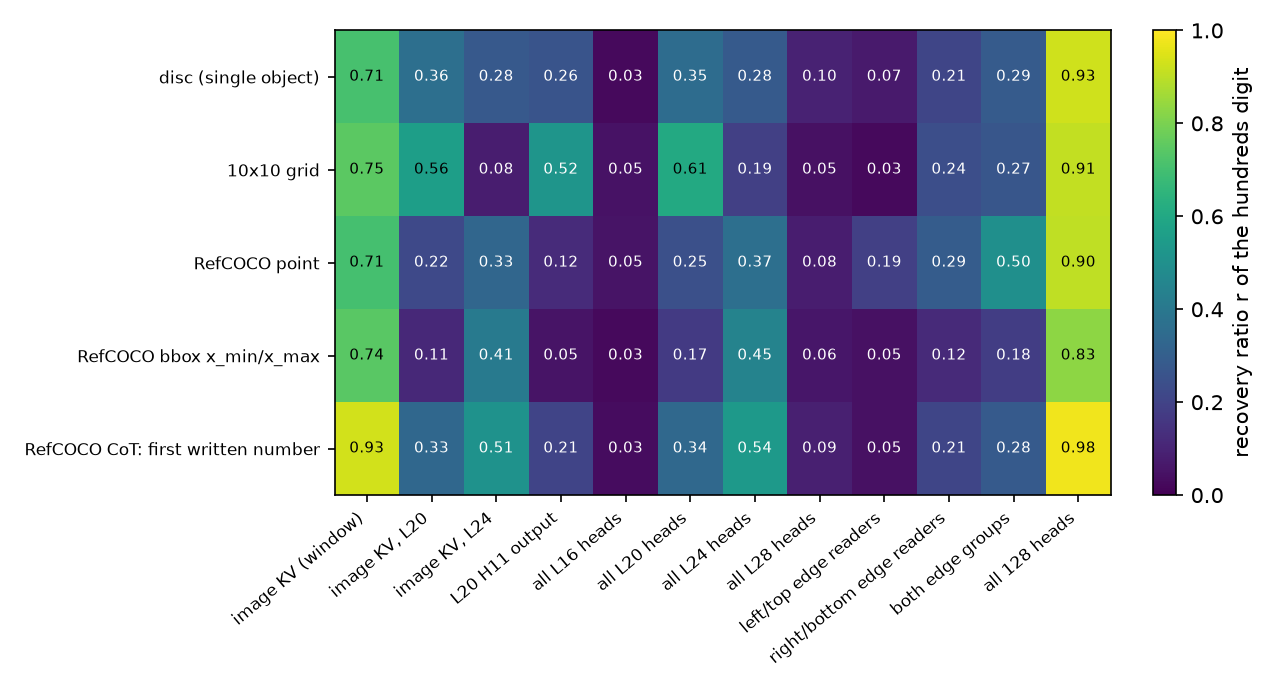 disc (single object) 0.71 0.36 0.28 0.26 0.03 0.35 0.28 0.10 0.07 0.21 0.29 0.93
10x10 grid 0.75 0.56 0.08 0.52 0.05 0.61 0.19 0.05 0.03 0.24 0.27 0.91
RefCOCO point 0.71 0.22 0.33 0.12 0.05 0.25 0.37 0.08 0.19 0.29 0.50 0.90
RefCOCO bbox x_min/x_max 0.74 0.11 0.41 0.05 0.03 0.17 0.45 0.06 0.05 0.12 0.18 0.83
RefCOCO CoT: first written number 0.93 0.33 0.51 0.21 0.03 0.34 0.54 0.09 0.05 0.21 0.28 0.98
image KV (window)
image KV, L20
image KV, L24
L20 H11 output
all L16 heads
all L20 heads
all L24 heads
all L28 heads
left/top edge readers
right/bottom edge readers
both edge groups
all 128 heads
1.0
0.8
0.6
0.4
0.2
0.0
recovery ratio r of the hundreds digit